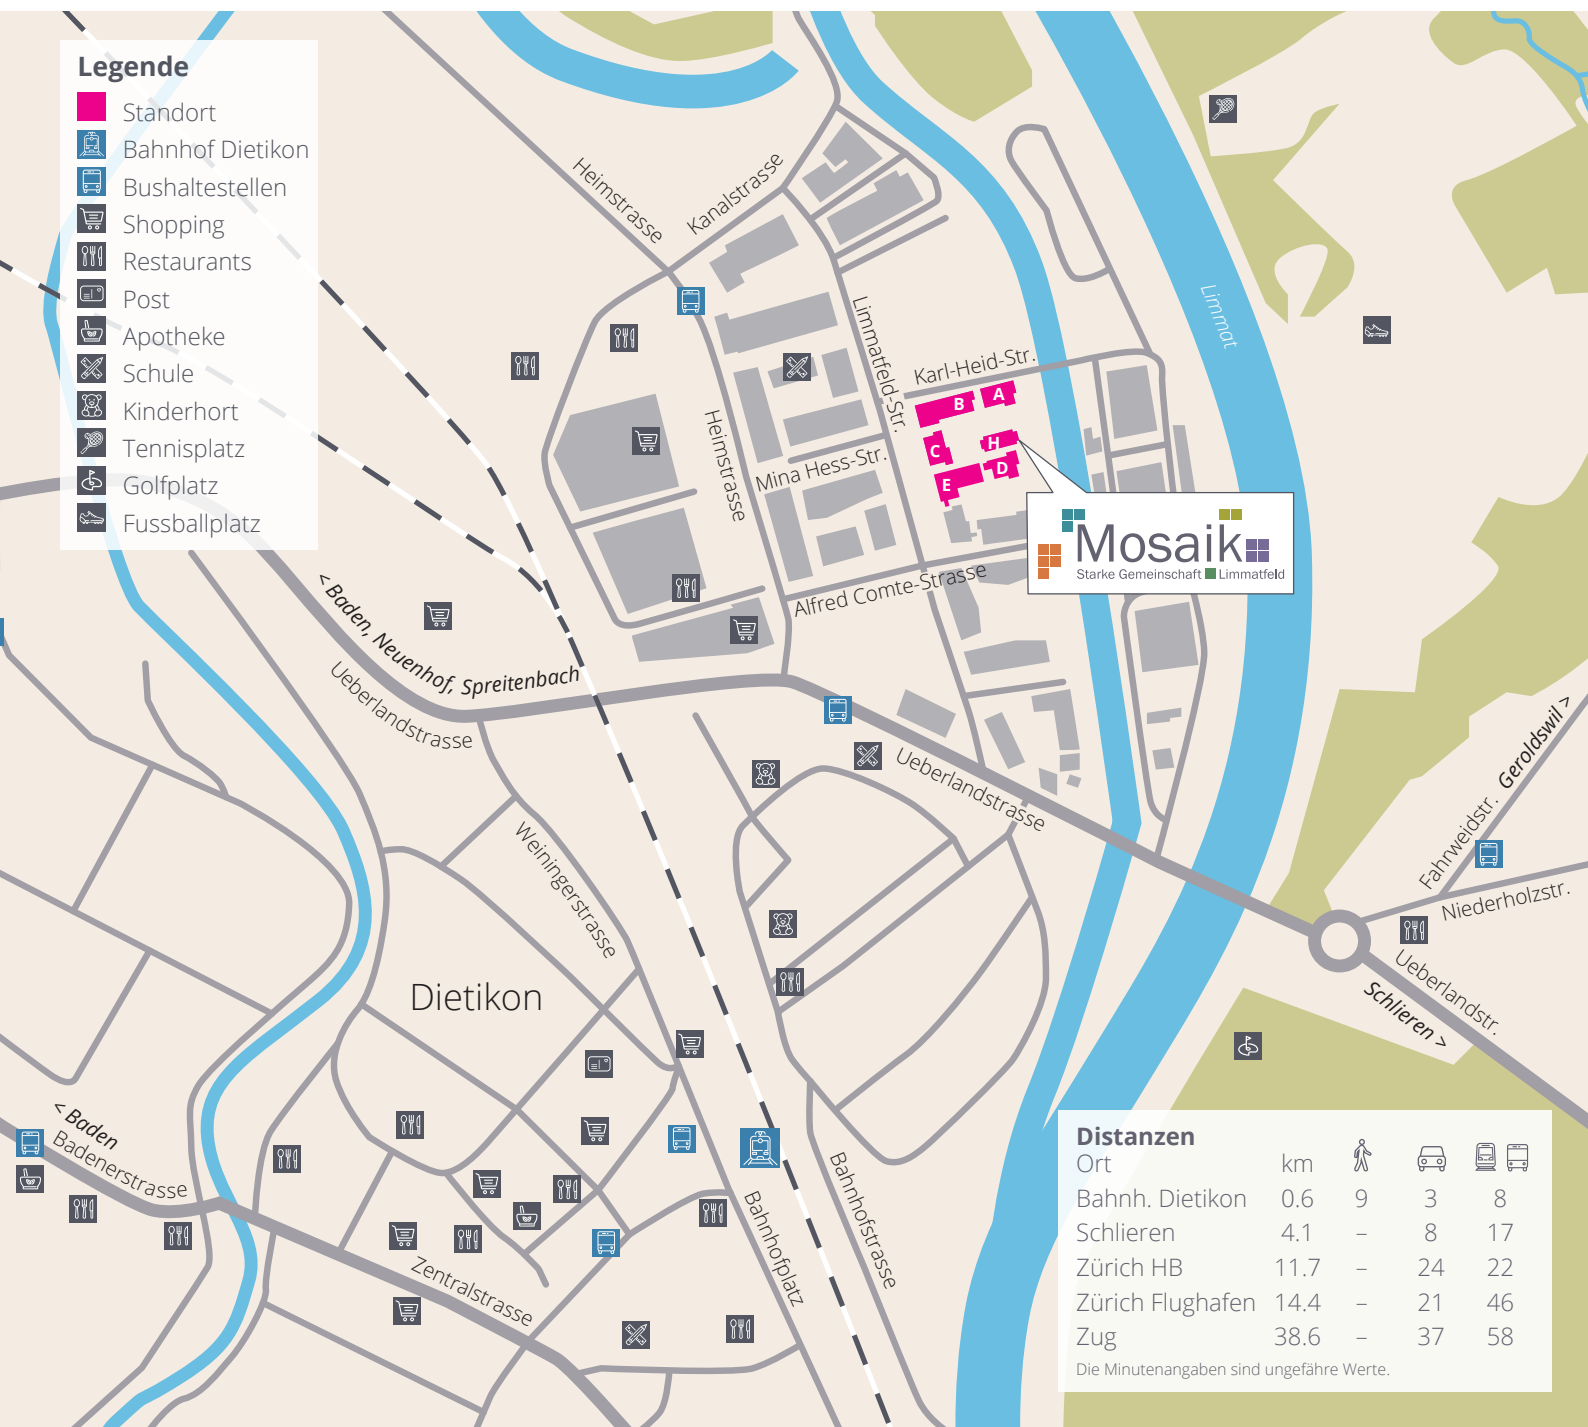 Legende
Standort
Bahnhof Dietikon
Bushaltestellen
Shopping
Restaurants
Post
Apotheke
Schule
Kinderhort
Tennisplatz
Golfplatz
Fussballplatz
Heimstrasse
Kanalstrasse
Limmat
Limmatfeld-Str.
Karl-Heid-Str.
A
B
C
H
D
E
Heimstrasse
Mina Hess-Str.
Mosaik
Starke Gemeinschaft Limmatfeld
Alfred Comte-Strasse
< Baden, Neuenhof, Spreitenbach
Ueberlandstrasse
Ueberlandstrasse
Geroldswil >
Fahrweidstr.
Niederholzstr.
Ueberlandstr.
Schlieren >
Weiningerstrasse
Dietikon
< Baden
Badenerstrasse
Zentralstrasse
Bahnhofplatz
Bahnhofstrasse
Distanzen
Ort km
Bahnh. Dietikon 0.6 9 3 8
Schlieren 4.1 – 8 17
Zürich HB 11.7 – 24 22
Zürich Flughafen 14.4 – 21 46
Zug 38.6 – 37 58
Die Minutenangaben sind ungefähre Werte.